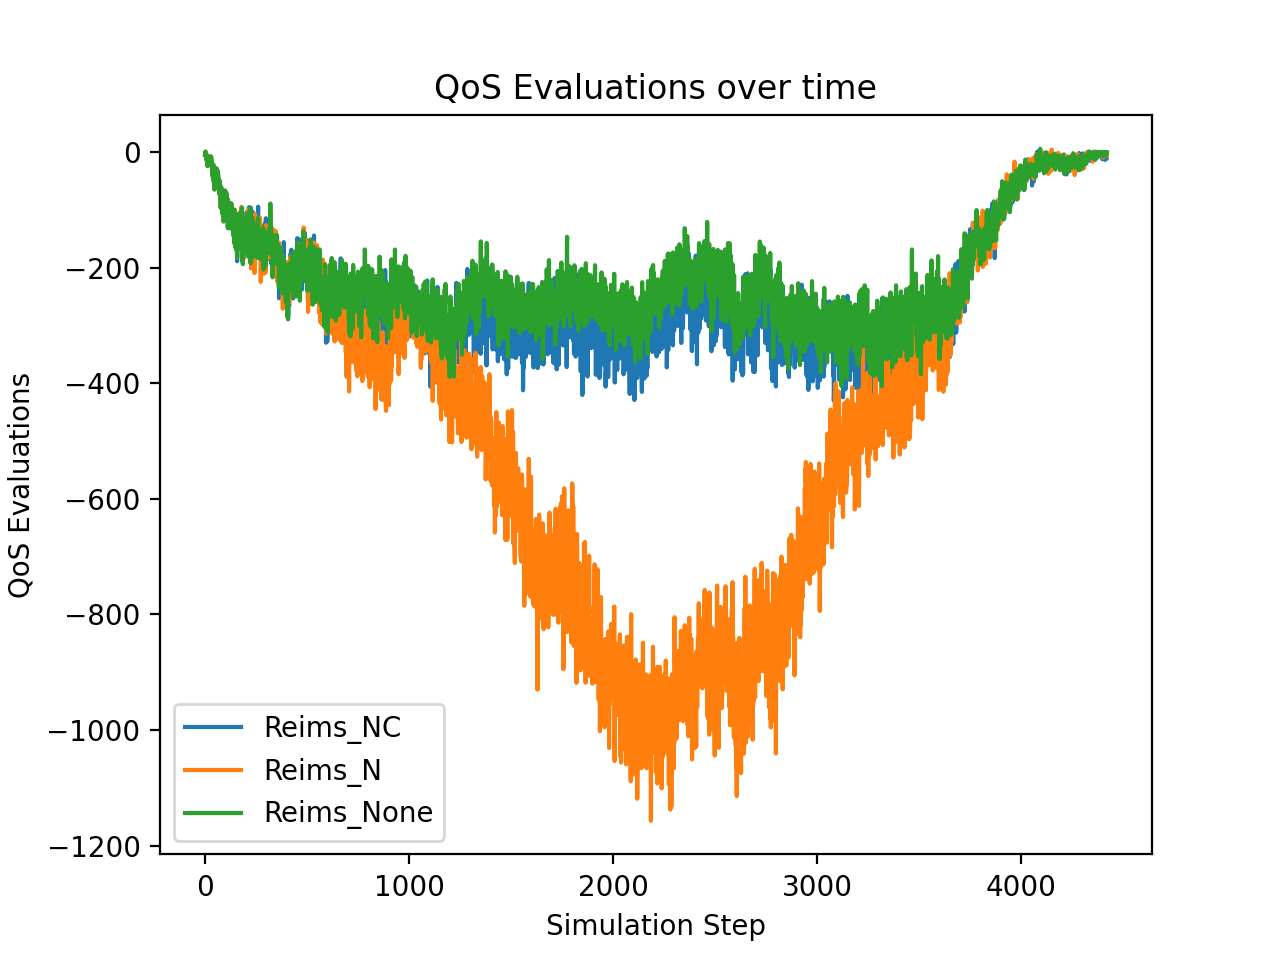 QoS Evaluations over time
QoS Evaluations
0
−200
−400
−600
−800
−1000
−1200
Reims_NC
Reims_N
Reims_None
0 1000 2000 3000 4000
Simulation Step